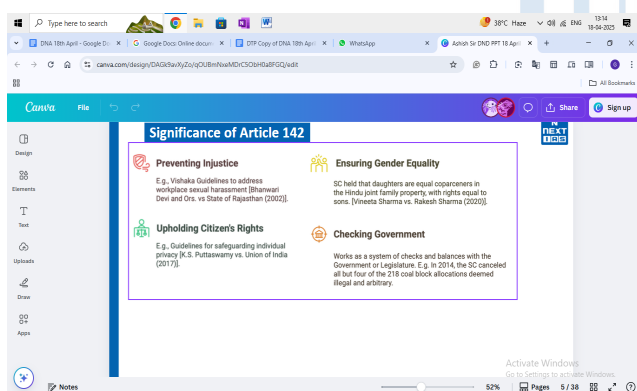 Type here to search
38°C Haze
ENG
13:14
18-04-2025
DNA 18th April - Google Do
Google Docs: Online docum
DTP Copy of DNA 18th Apri
WhatsApp
Ashish Sir DND PPT 18 April
canva.com/design/DAGk9avXyZo/qOUBmNxeMDrCSObH0a8FGQ/edit
All Bookmarks
Canva
File
Share
Sign up
Design
Elements
Text
Uploads
Draw
Apps
Significance of Article 142
NEXT
IAS
Preventing Injustice
E.g., Vishaka Guidelines to address
workplace sexual harassment [Bhanwari
Devi and Ors. vs State of Rajasthan (2002)].
Ensuring Gender Equality
SC held that daughters are equal coparceners in
the Hindu joint family property, with rights equal to
sons. [Vineeta Sharma vs. Rakesh Sharma (2020)].
Upholding Citizen's Rights
E.g., Guidelines for safeguarding individual
privacy [K.S. Puttaswamy vs. Union of India
(2017)].
Checking Government
Works as a system of checks and balances with the
Government or Legislature. E.g. In 2014, the SC canceled
all but four of the 218 coal block allocations deemed
illegal and arbitrary.
Activate Windows
Go to Settings to activate Windows.
Notes
52%
Pages 5 / 38